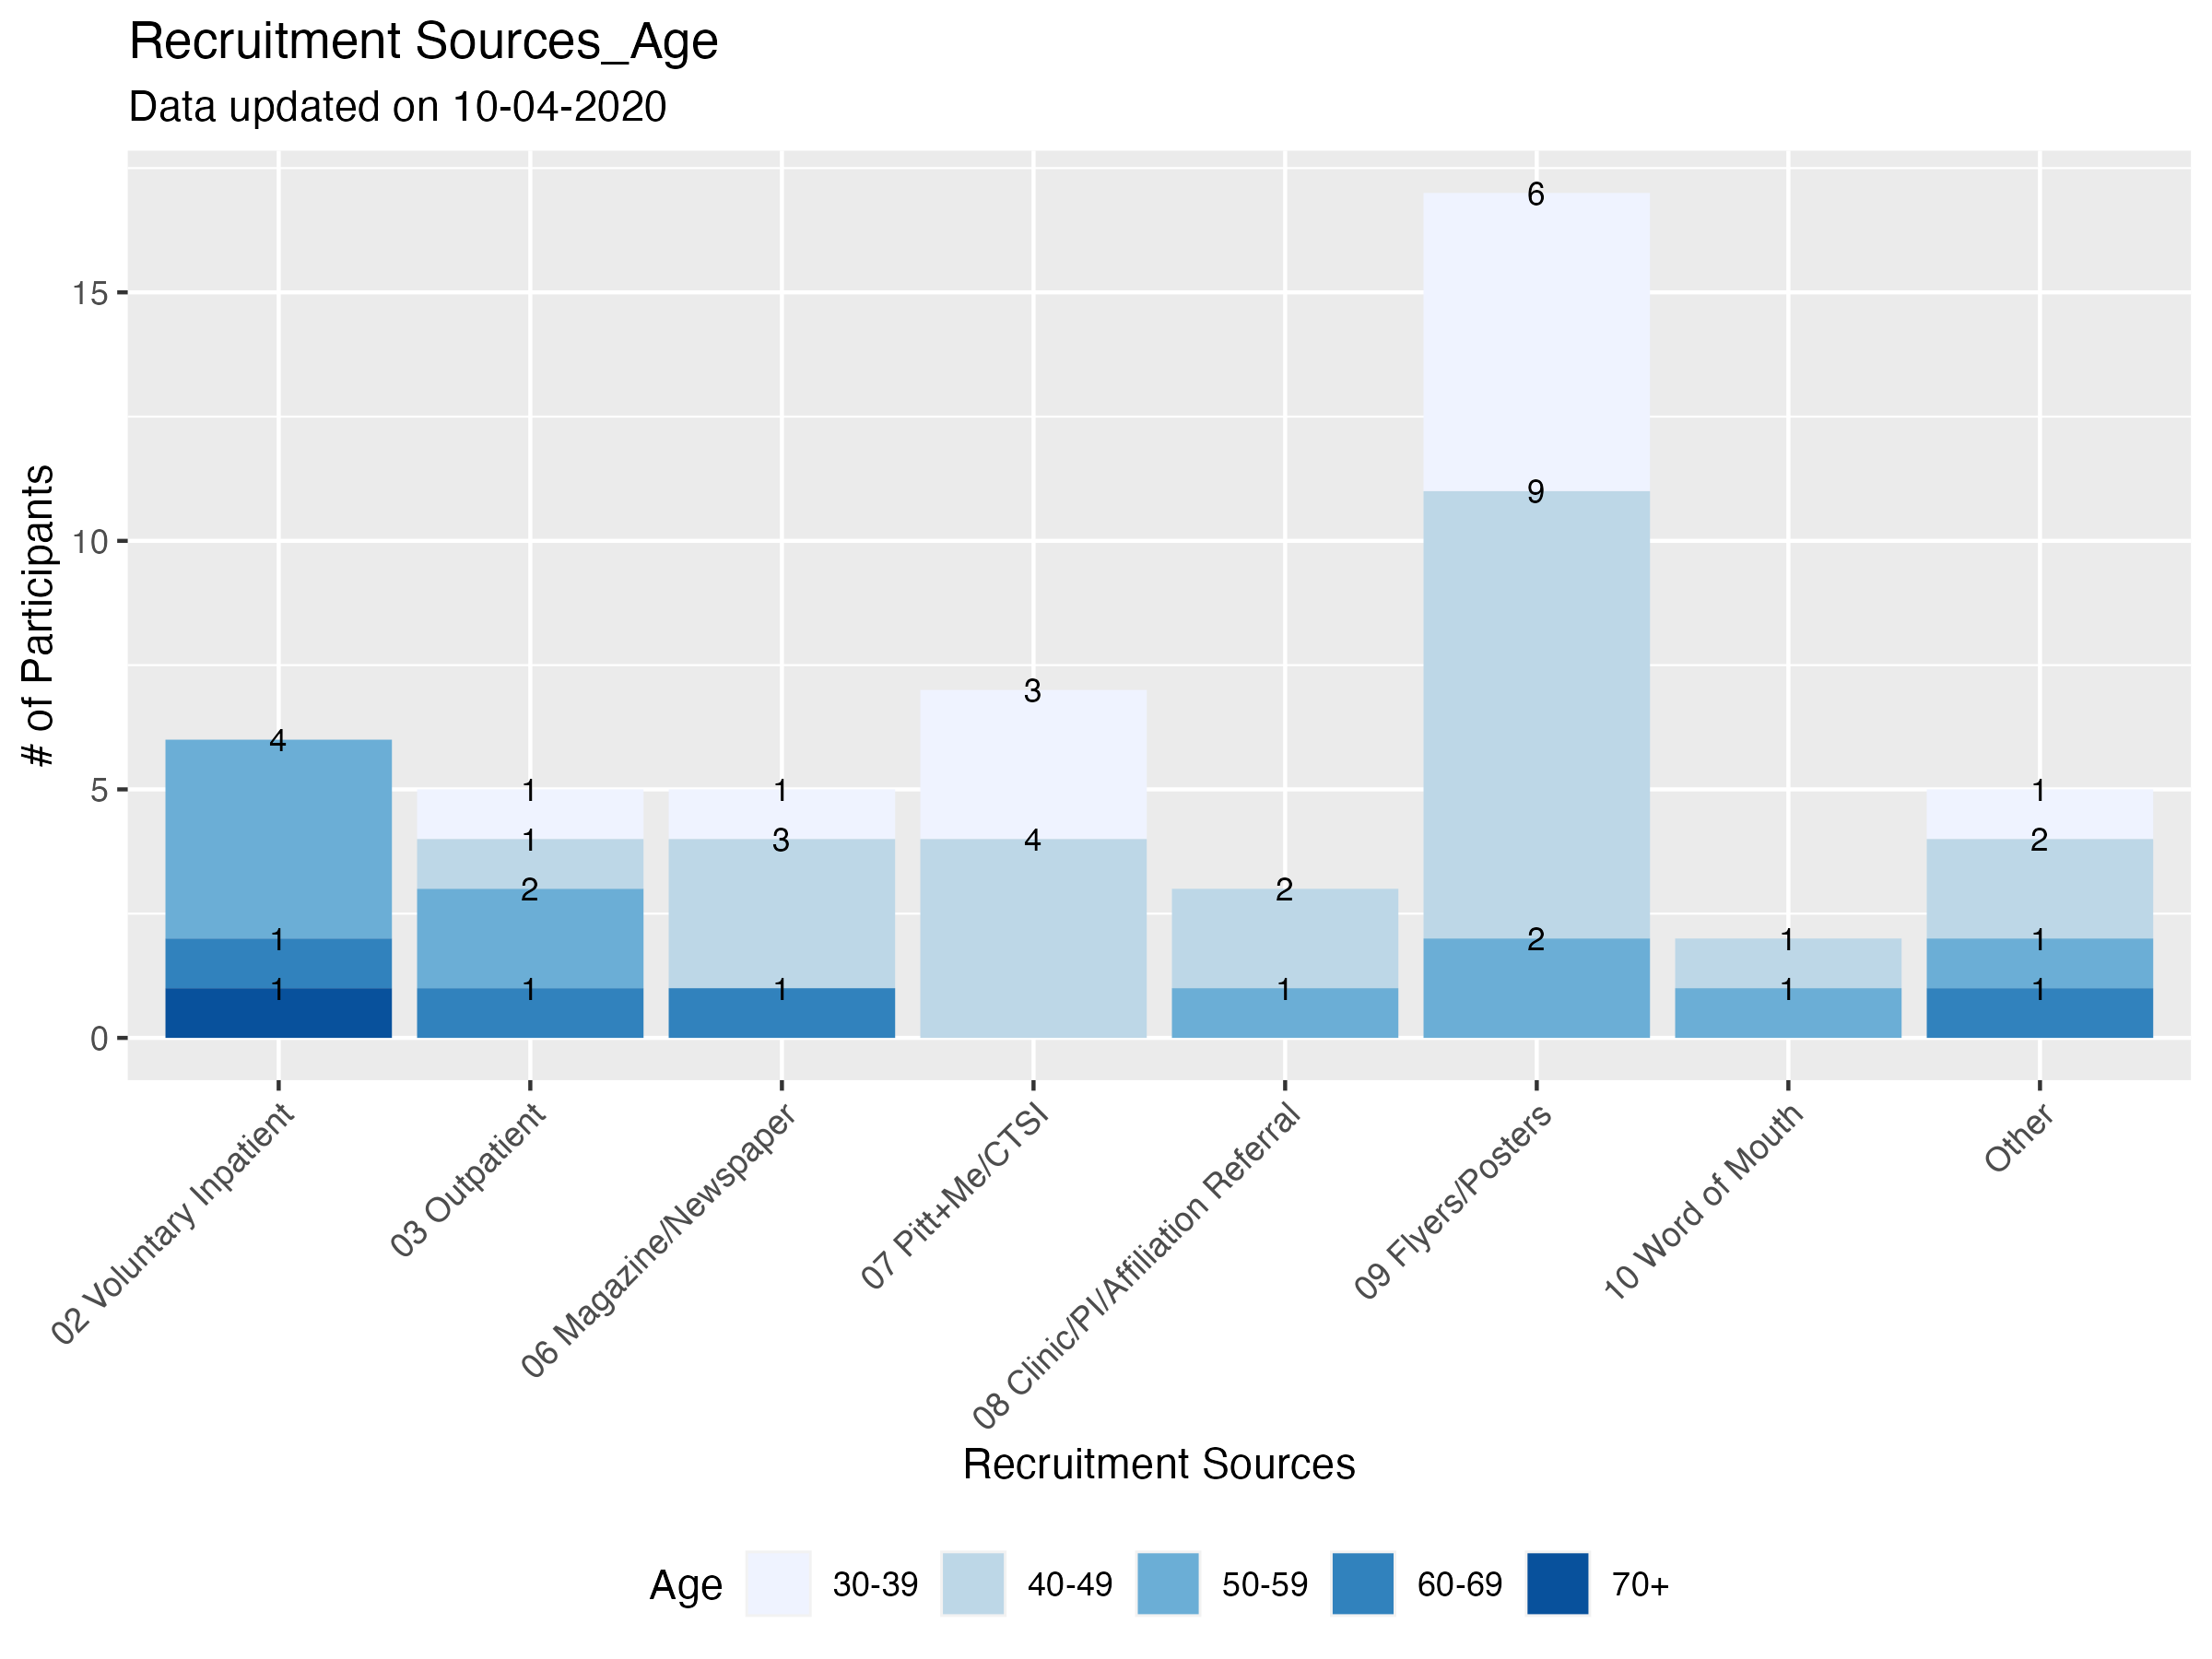 Recruitment Sources_Age
Data updated on 10-04-2020
# of Participants
15
10
5
0
6
9
2
3
4
4
1
1
1
1
2
1
1
3
1
2
1
1
1
1
2
1
1
02 Voluntary Inpatient
03 Outpatient
06 Magazine/Newspaper
07 Pitt+Me/CTSI
08 Clinic/PI/Affiliation Referral
09 Flyers/Posters
10 Word of Mouth
Other
Recruitment Sources
Age 30-39 40-49 50-59 60-69 70+